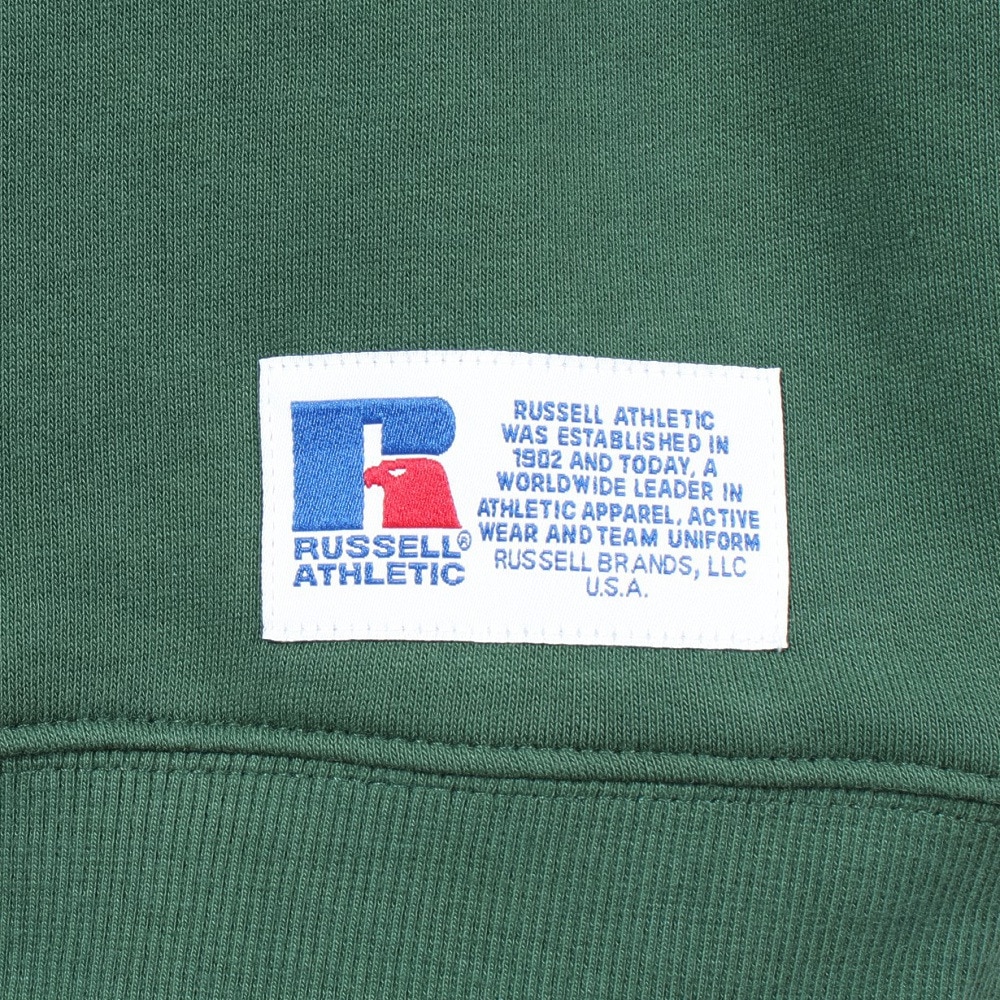 RUSSELL®
ATHLETIC
RUSSELL ATHLETIC
WAS ESTABLISHED IN
1902 AND TODAY, A
WORLDWIDE LEADER IN
ATHLETIC APPAREL, ACTIVE
WEAR AND TEAM UNIFORM
RUSSELL BRANDS, LLC
U.S.A.